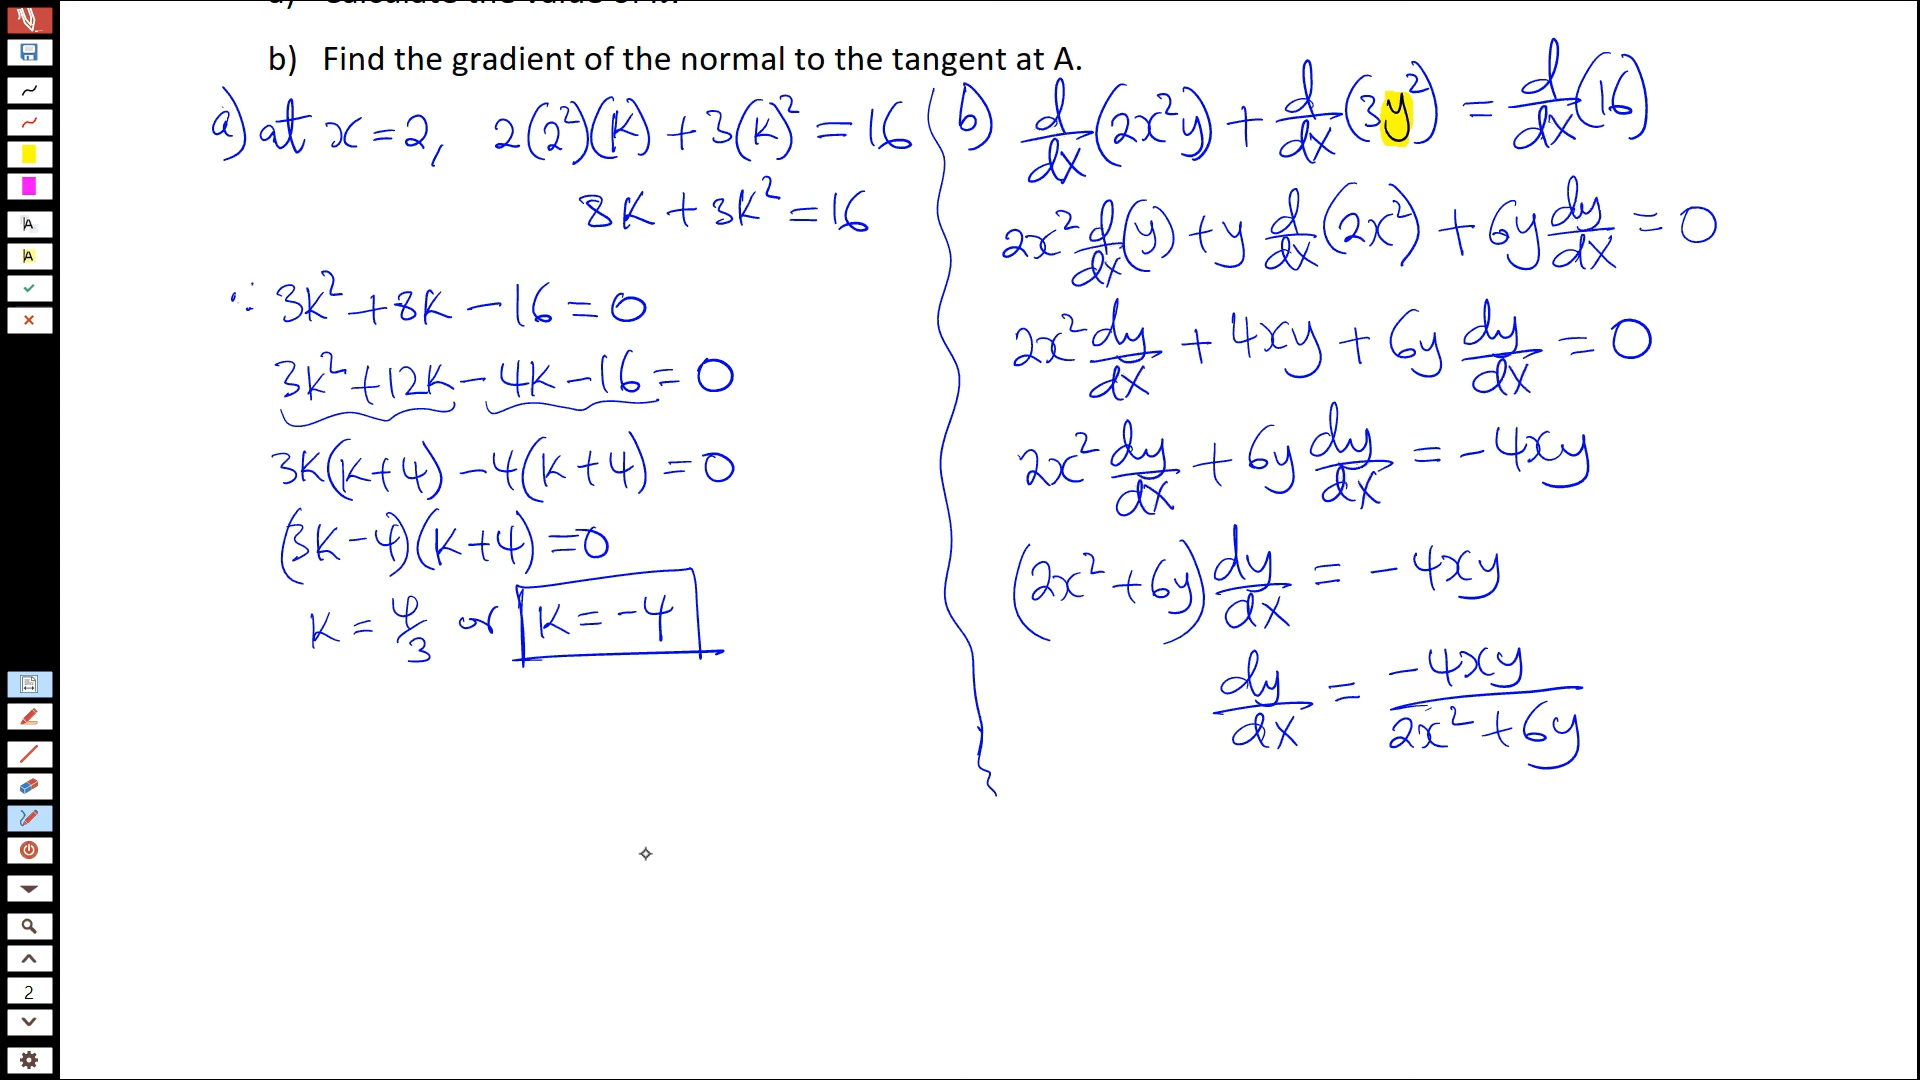 b) Find the gradient of the normal to the tangent at A.
a) at x = 2, 2(2²)(k) + 3(k)² = 16
8k + 3k² = 16
∵ 3k² + 8k - 16 = 0
3k² + 12k - 4k - 16 = 0
3k(k+4) - 4(k+4) = 0
(3k-4)(k+4) = 0
k = 4/3 or k = -4
b) d/dx (2x²y) + d/dx (3y²) = d/dx (16)
2x² d/dx (y) + y d/dx (2x²) + 6y dy/dx = 0
2x² dy/dx + 4xy + 6y dy/dx = 0
2x² dy/dx + 6y dy/dx = -4xy
(2x² + 6y) dy/dx = -4xy
dy/dx = -4xy / 2x² + 6y
A
A
2